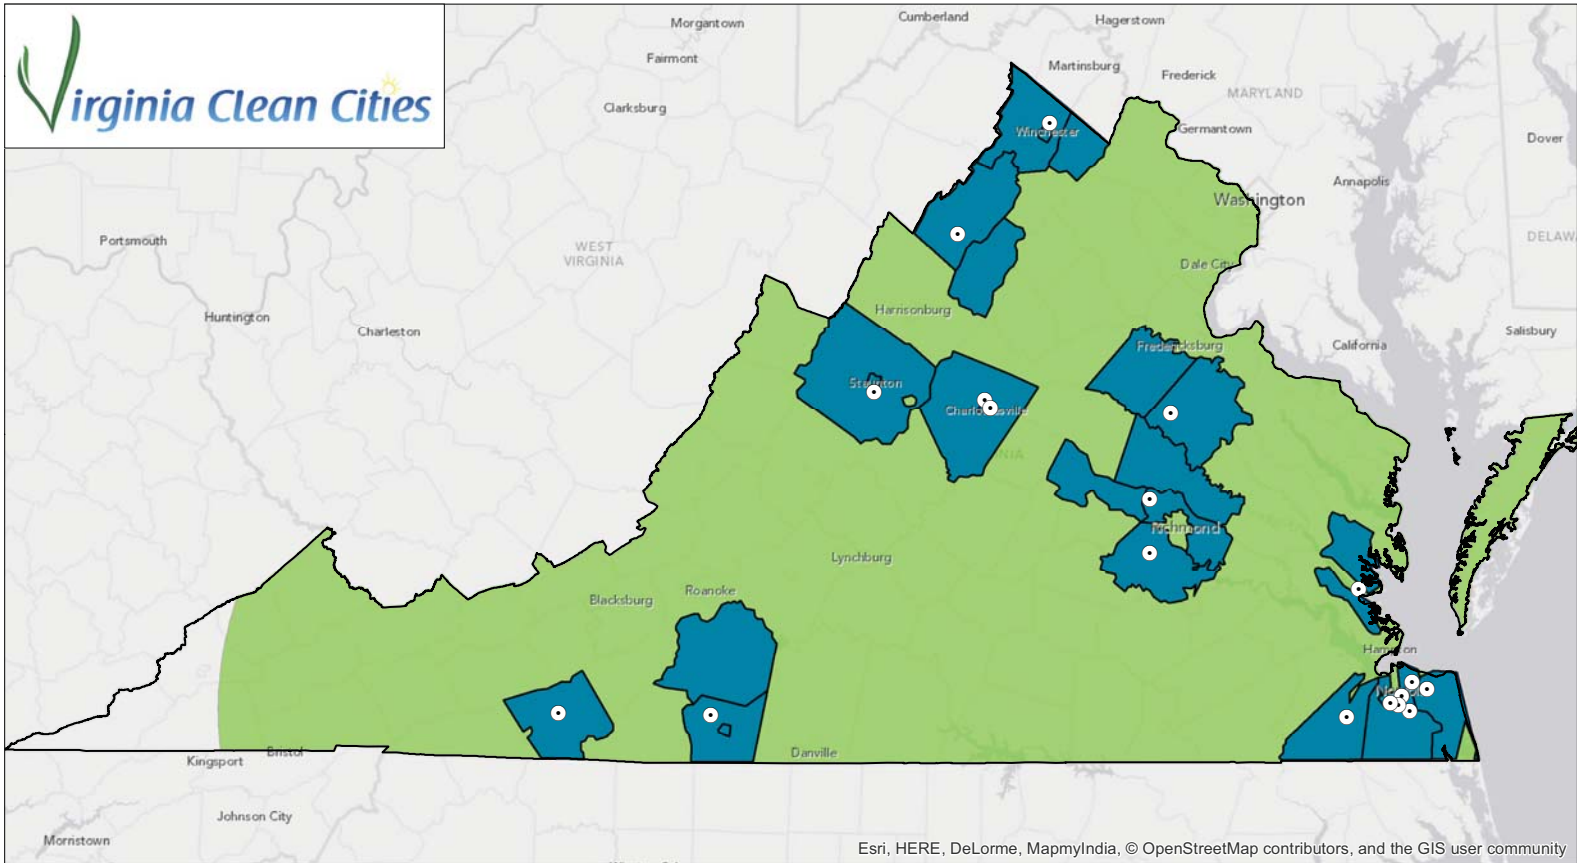 Virginia Clean Cities
Morgantown
Cumberland
Hagerstown
Fairmont
Martinsburg
Frederick
MARYLAND
Clarksburg
Winchester
Germantown
Dover
Annapolis
Washington
Portsmouth
WEST
VIRGINIA
DELAW
Dale City
Huntington
Charleston
Harrisonburg
Fredericksburg
California
Salisbury
Staunton
Charlottesville
NIA
Richmond
Lynchburg
Blacksburg
Roanoke
Hampton
Bristol
Danville
Kingsport
Johnson City
Morristown
Esri, HERE, DeLorme, MapmyIndia, © OpenStreetMap contributors, and the GIS user community